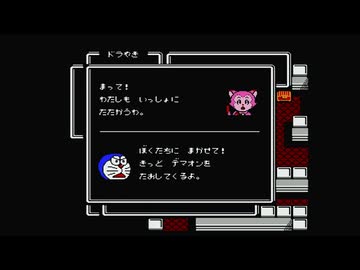 ドラやき
まって!
わたしも いっしょに
たたかうわ。
ぼくたちに まかせて!
きっと デマオンを
たおしてくるよ。